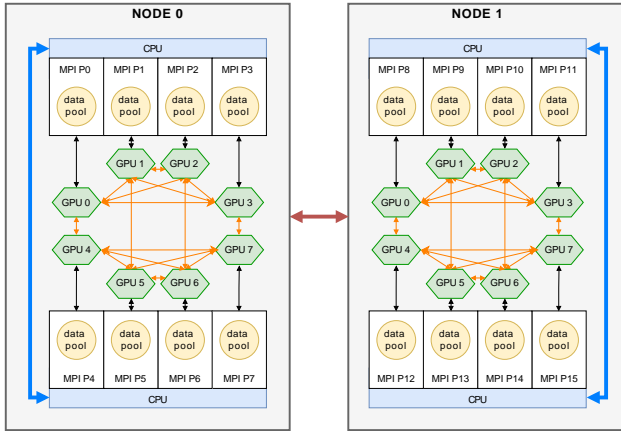 NODE 0
CPU
MPI P0 MPI P1 MPI P2 MPI P3
data pool data pool data pool data pool
GPU 1 GPU 2
GPU 0 GPU 3
GPU 4 GPU 7
GPU 5 GPU 6
data pool data pool data pool data pool
MPI P4 MPI P5 MPI P6 MPI P7
CPU
NODE 1
CPU
MPI P8 MPI P9 MPI P10 MPI P11
data pool data pool data pool data pool
GPU 1 GPU 2
GPU 0 GPU 3
GPU 4 GPU 7
GPU 5 GPU 6
data pool data pool data pool data pool
MPI P12 MPI P13 MPI P14 MPI P15
CPU